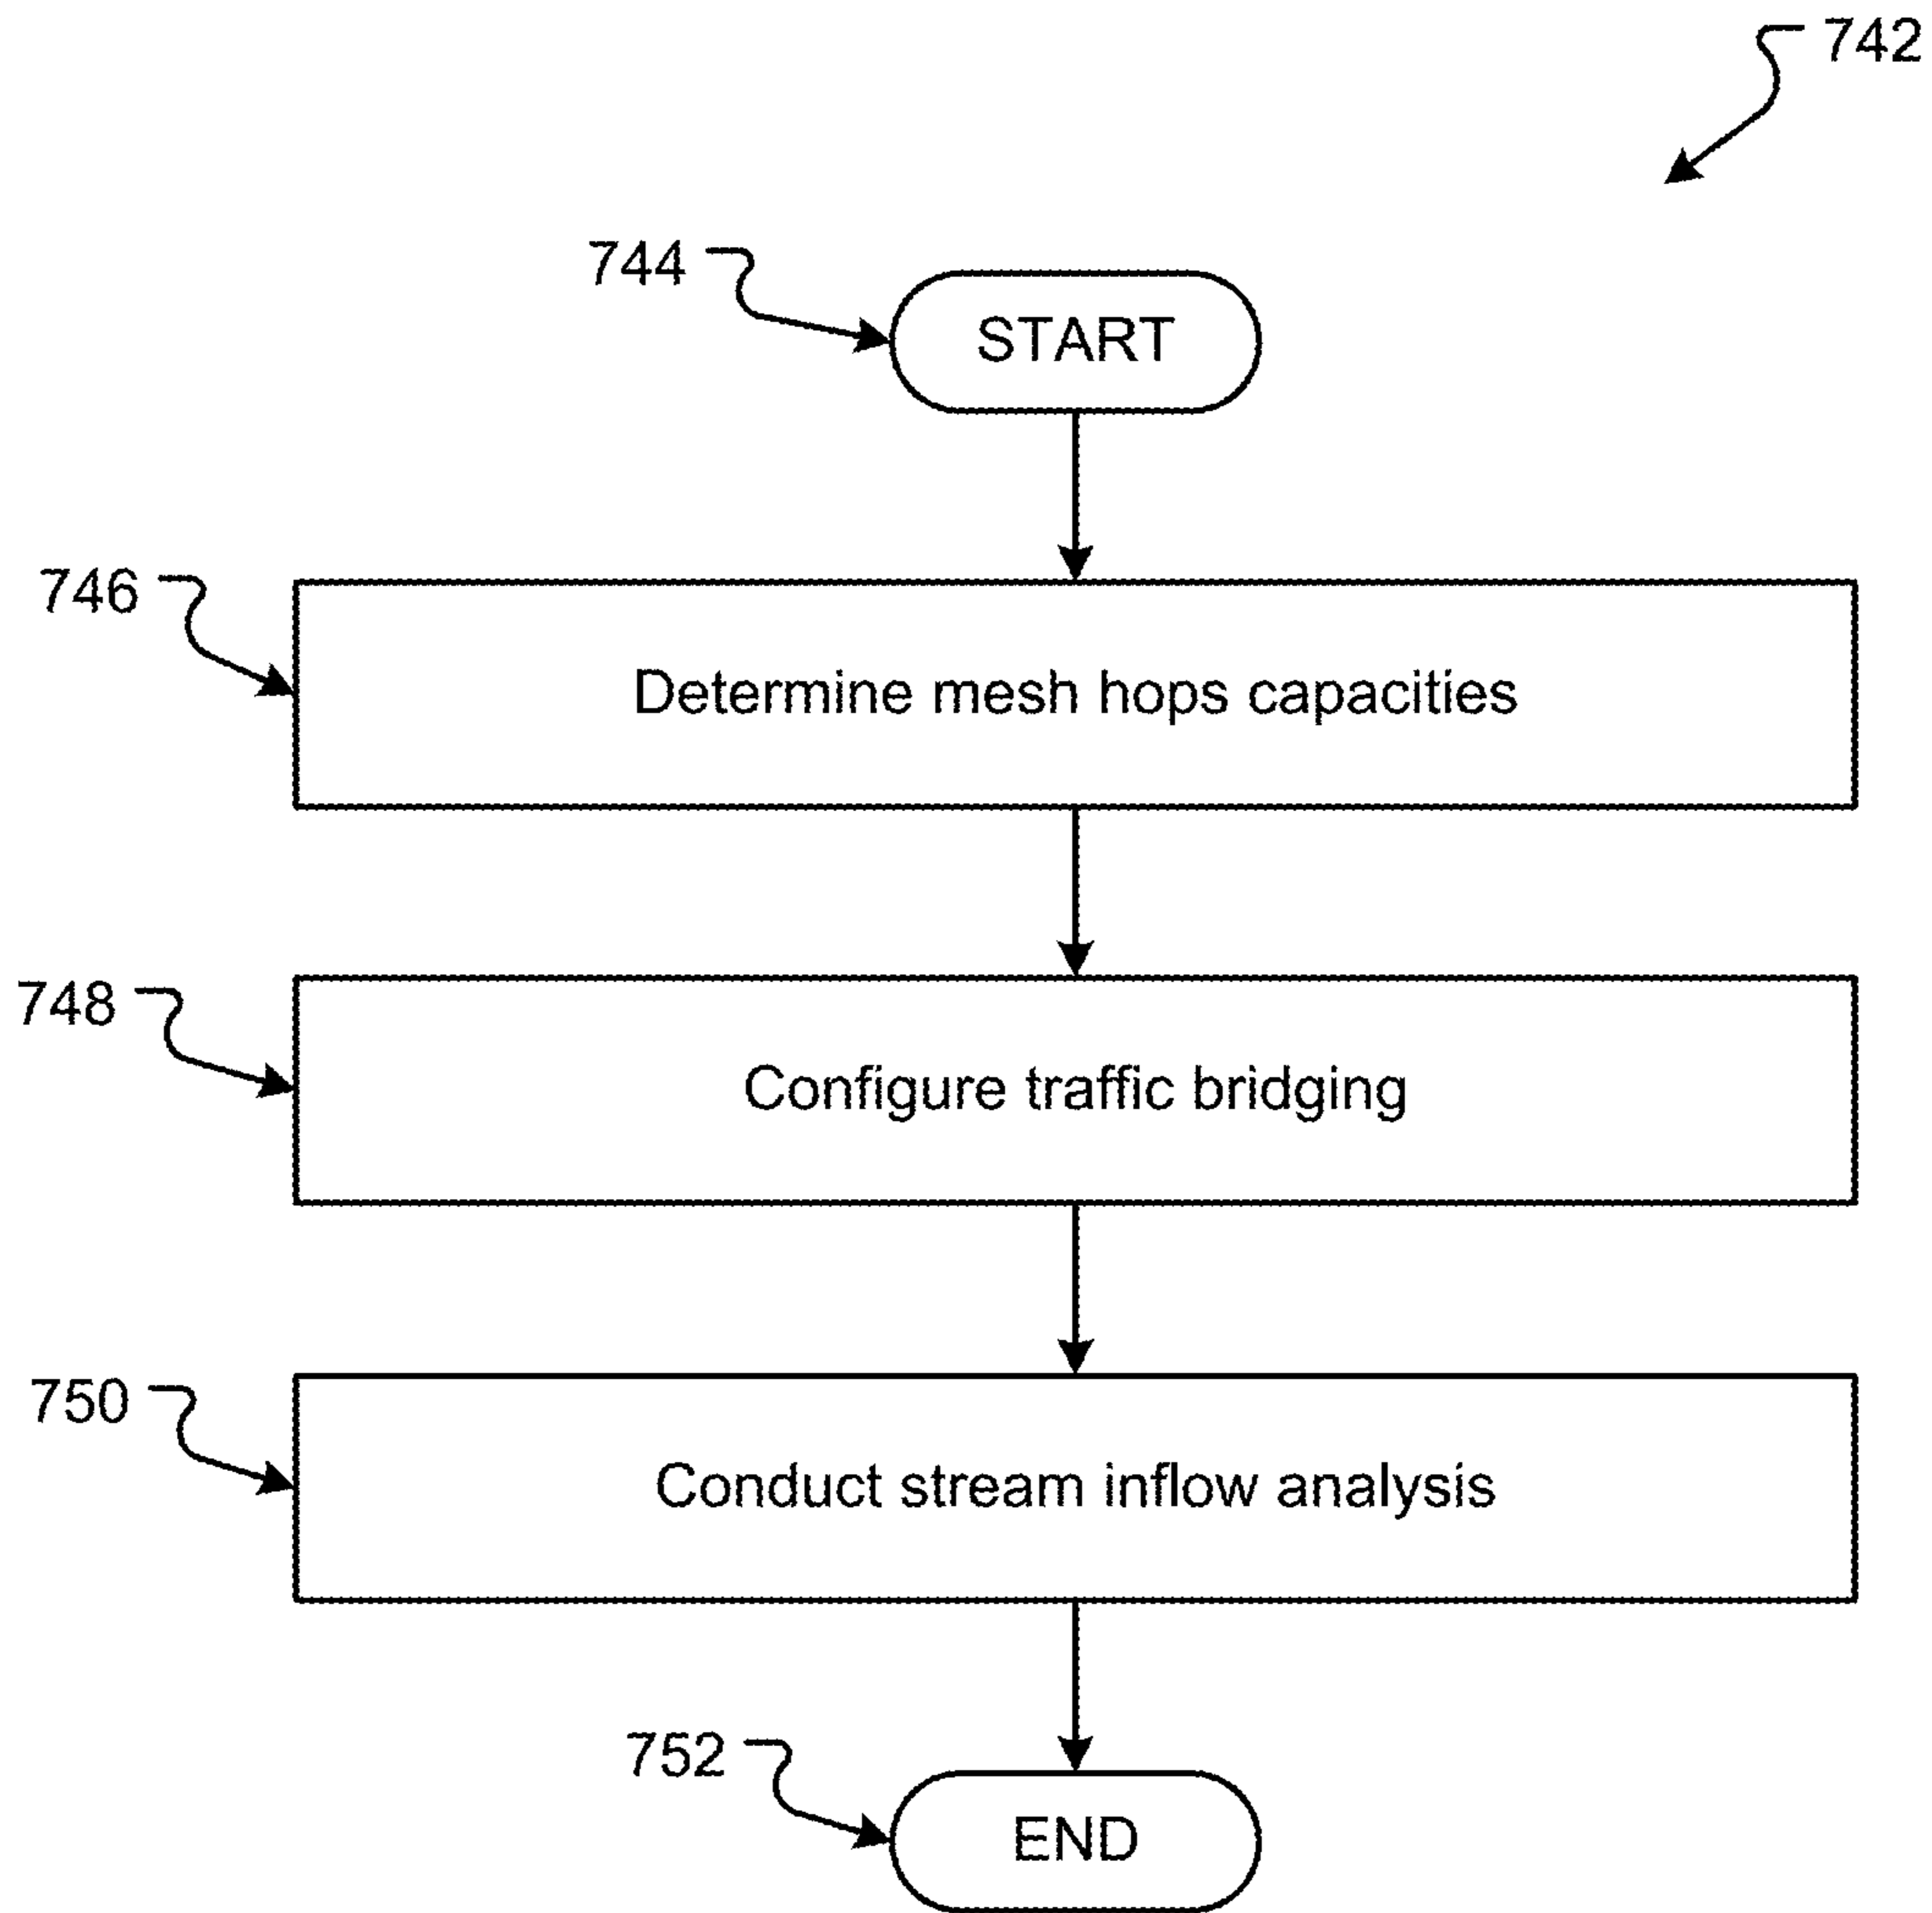 742
744
START
746
Determine mesh hops capacities
748
Configure traffic bridging
750
Conduct stream inflow analysis
752
END